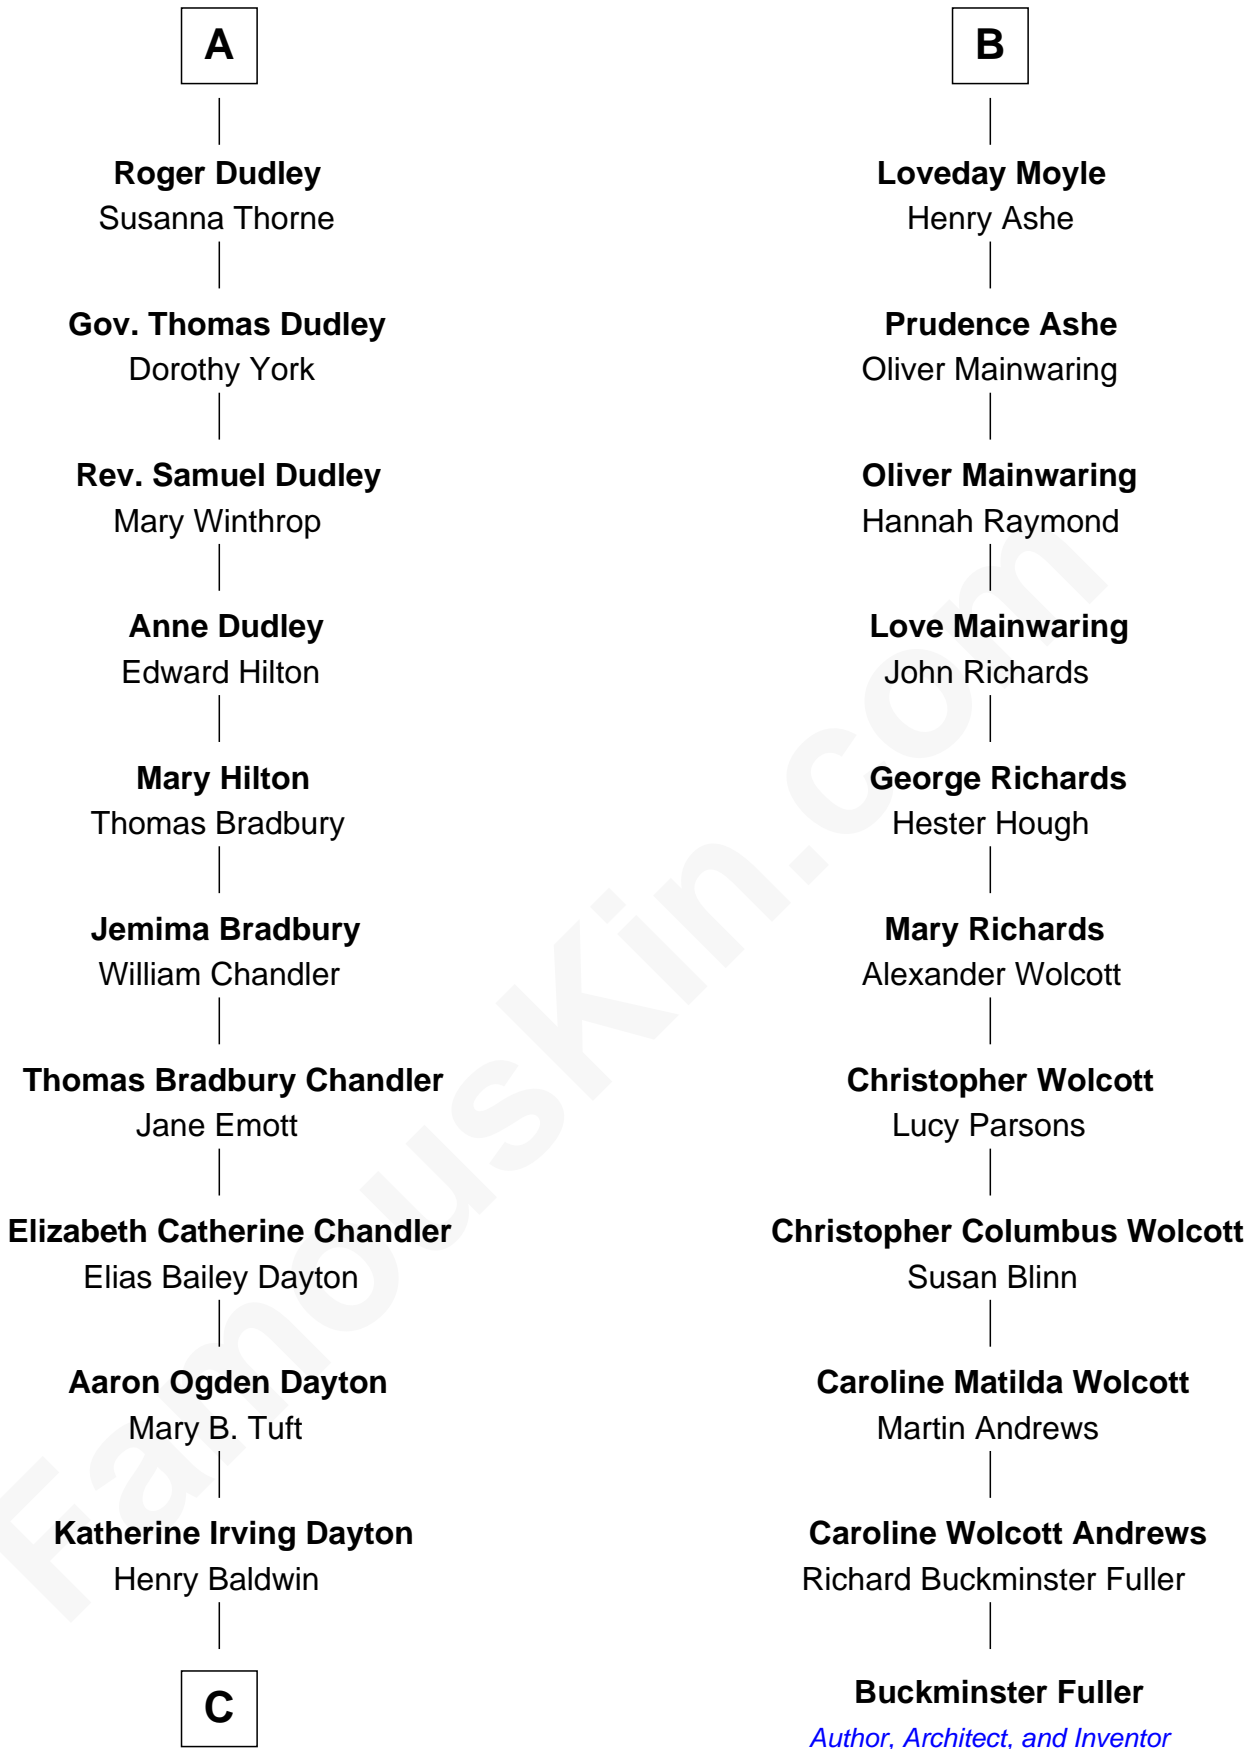 A
Roger Dudley
Susanna Thorne
Gov. Thomas Dudley
Dorothy York
Rev. Samuel Dudley
Mary Winthrop
Anne Dudley
Edward Hilton
Mary Hilton
Thomas Bradbury
Jemima Bradbury
William Chandler
Thomas Bradbury Chandler
Jane Emott
Elizabeth Catherine Chandler
Elias Bailey Dayton
Aaron Ogden Dayton
Mary B. Tuft
Katherine Irving Dayton
Henry Baldwin
C
B
Loveday Moyle
Henry Ashe
Prudence Ashe
Oliver Mainwaring
Oliver Mainwaring
Hannah Raymond
Love Mainwaring
John Richards
George Richards
Hester Hough
Mary Richards
Alexander Wolcott
Christopher Wolcott
Lucy Parsons
Christopher Columbus Wolcott
Susan Blinn
Caroline Matilda Wolcott
Martin Andrews
Caroline Wolcott Andrews
Richard Buckminster Fuller
Buckminster Fuller
Author, Architect, and Inventor
FamousKin.com